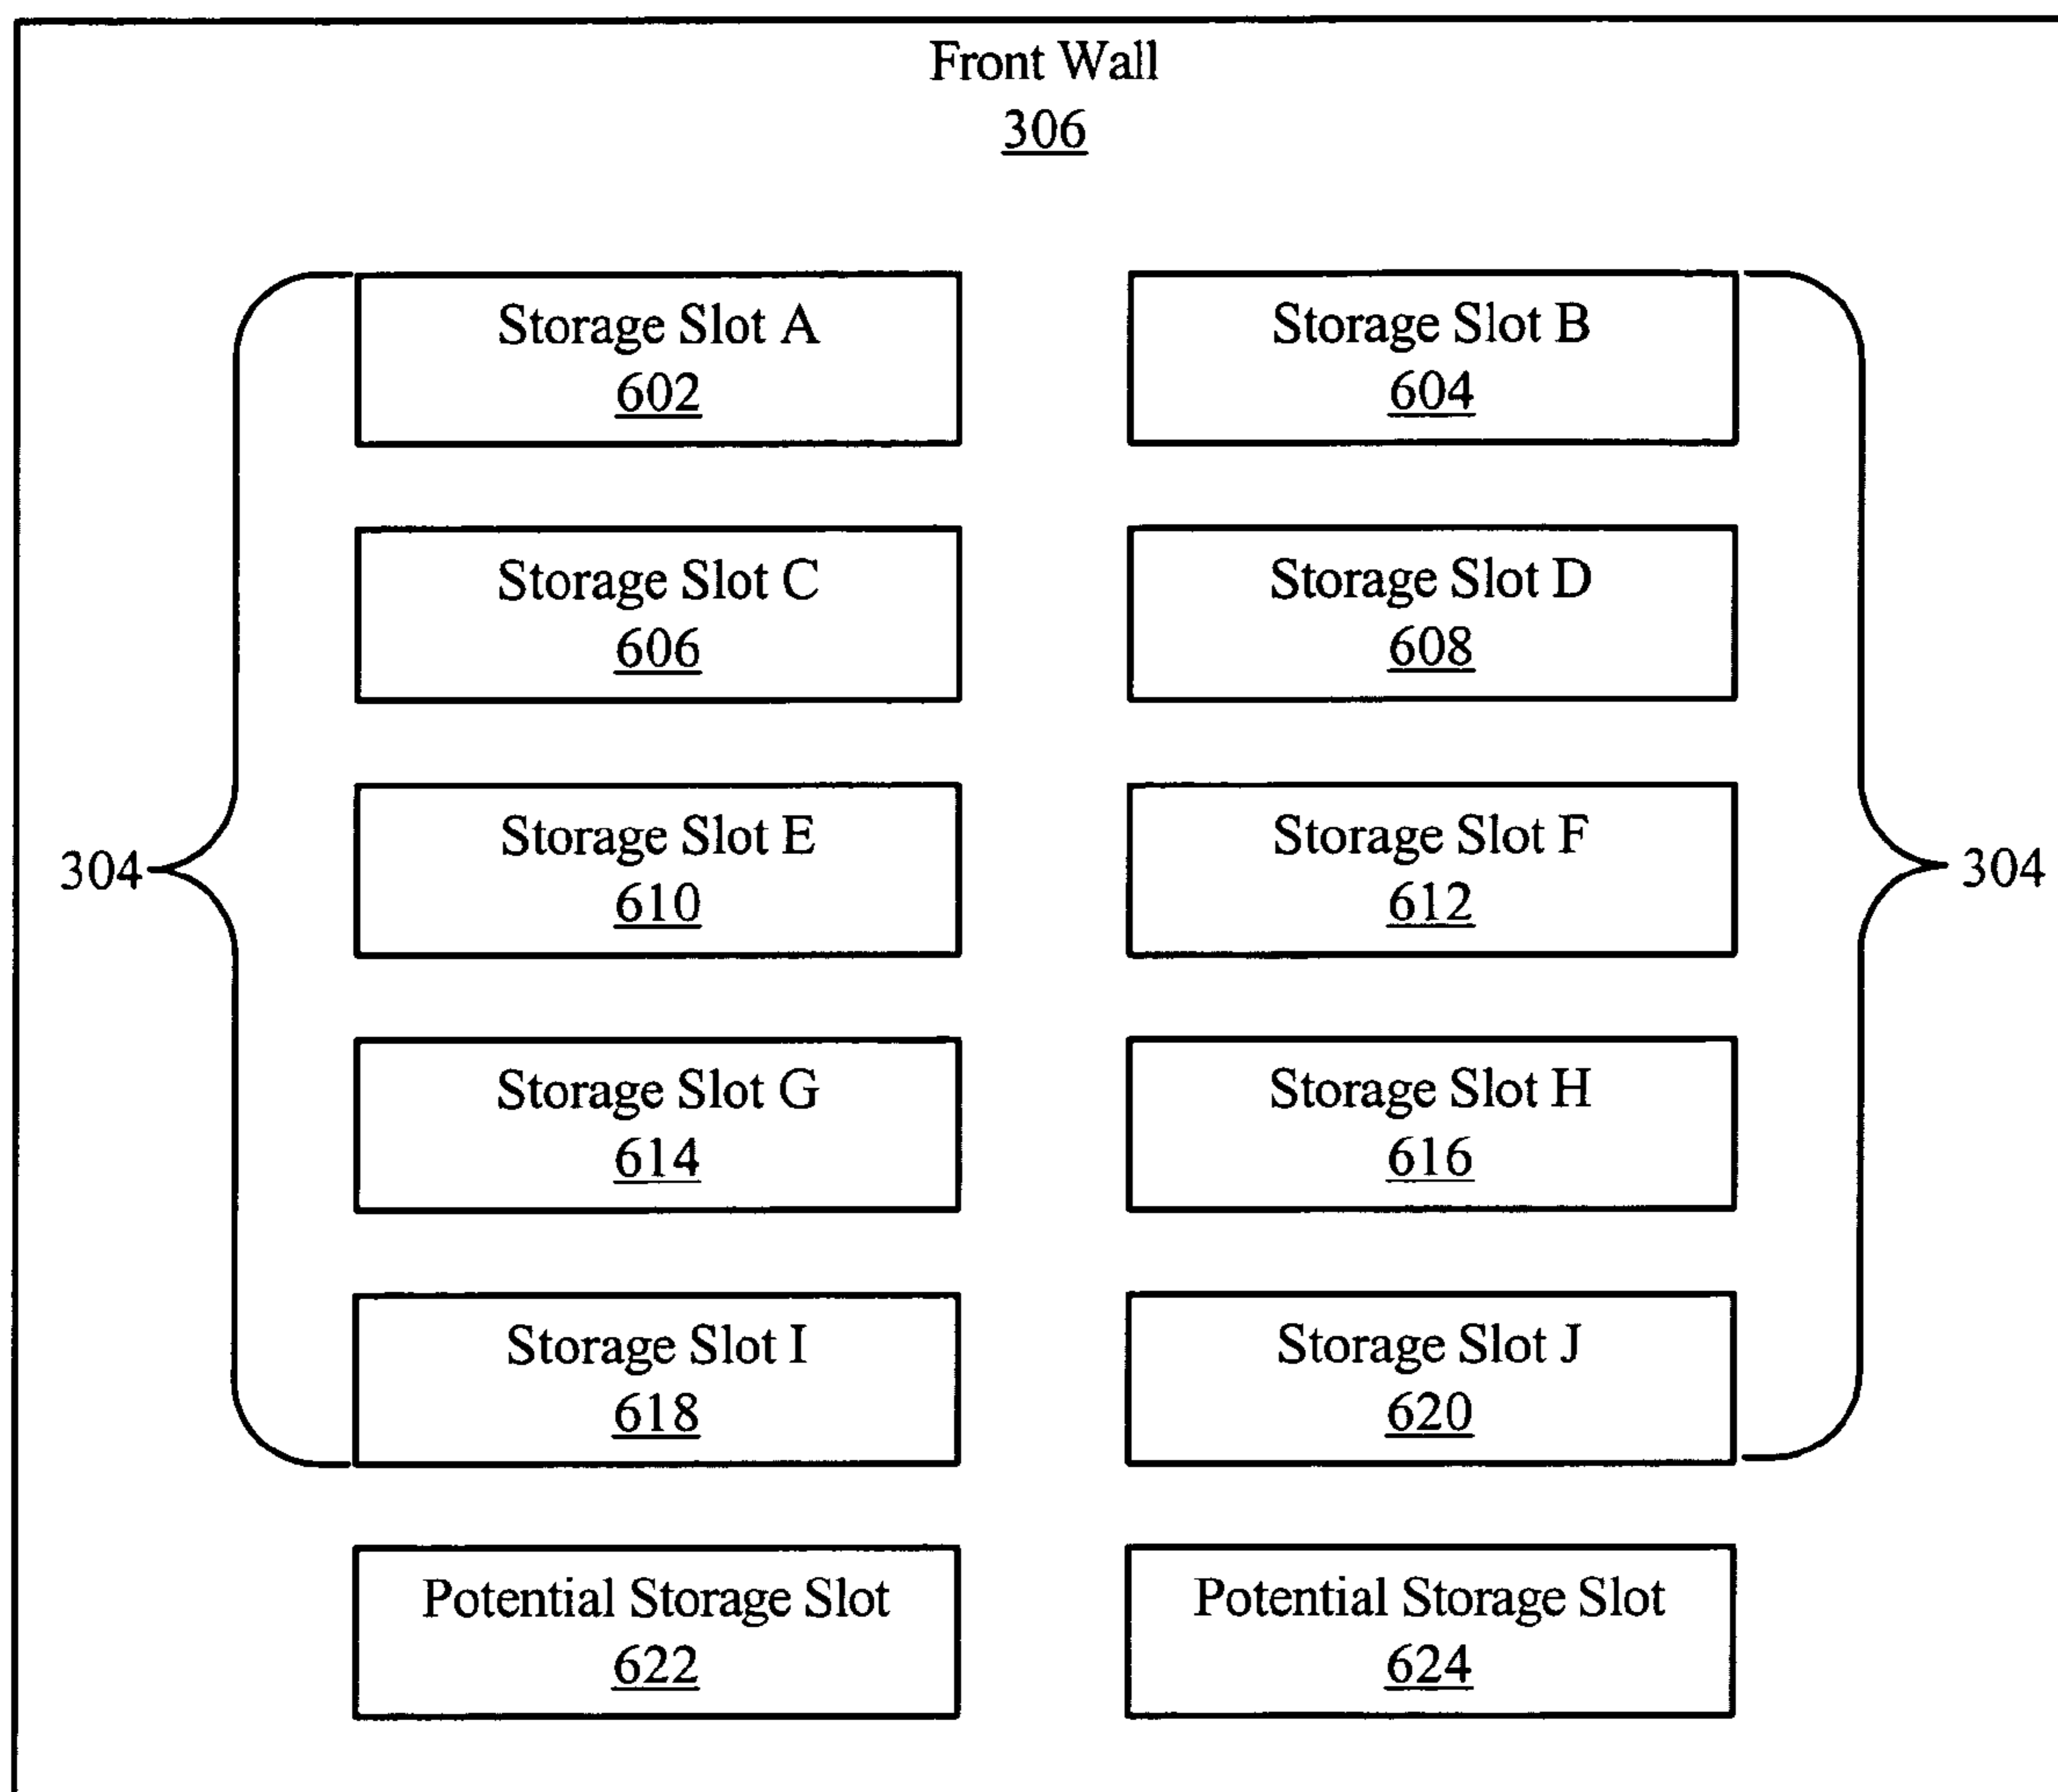 Front Wall
306
Storage Slot A
602
Storage Slot B
604
Storage Slot C
606
Storage Slot D
608
Storage Slot E
610
Storage Slot F
612
304
304
Storage Slot G
614
Storage Slot H
616
Storage Slot I
618
Storage Slot J
620
Potential Storage Slot
622
Potential Storage Slot
624